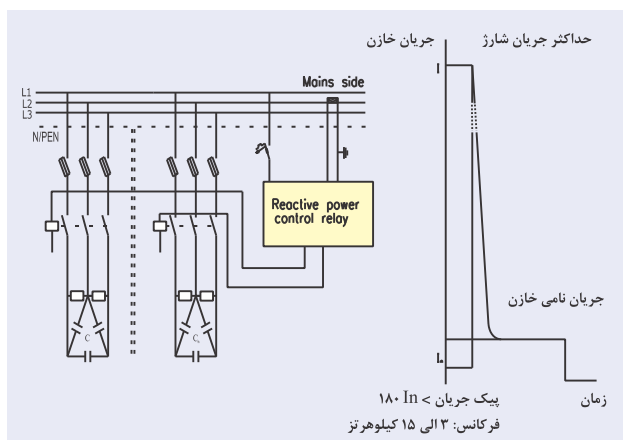 Mains side
L1
L2
L3
N/PEN
Reactive power
control relay
C
حداکثر جریان شارژ
جریان خازن
I
جریان نامی خازن
I.
زمان
پیک جریان > ۱۸۰ In
فرکانس: ۳ الی ۱۵ کیلوهرتز